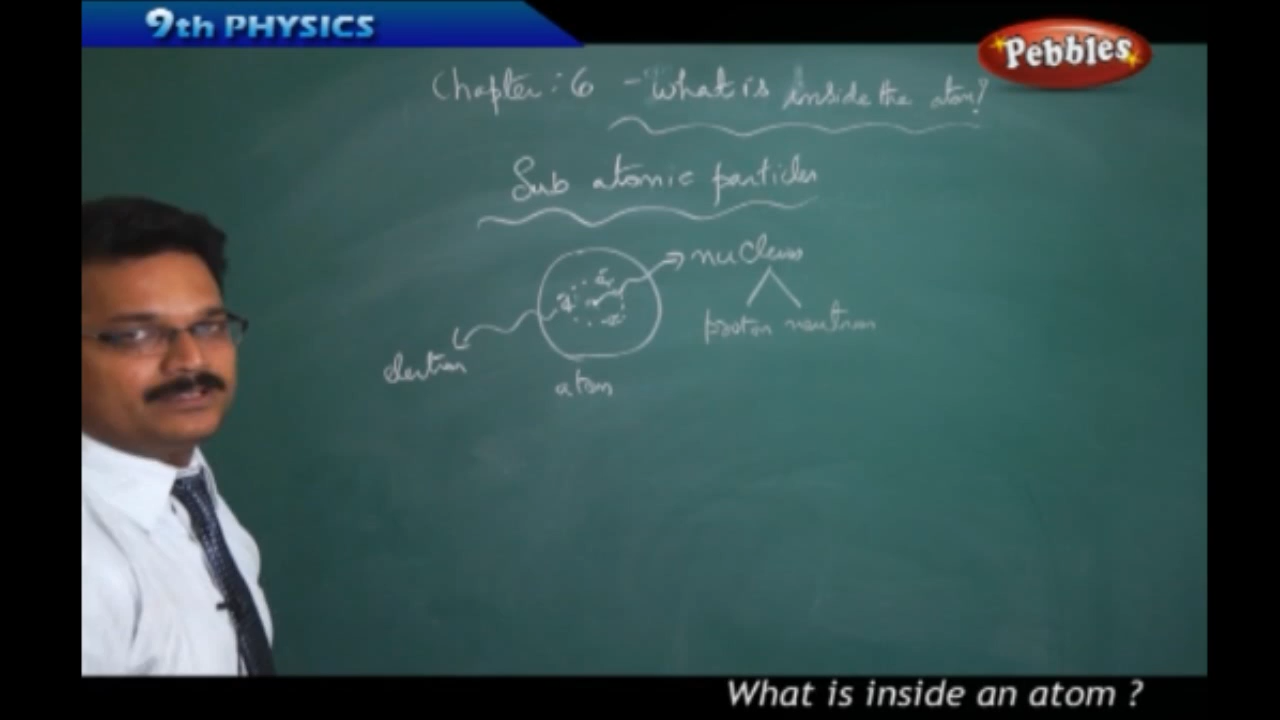 9th PHYSICS
Pebbles
Chapter : 6 - What is inside the atom?
Sub atomic particles
nucleus
proton neutron
electron
atom
What is inside an atom ?